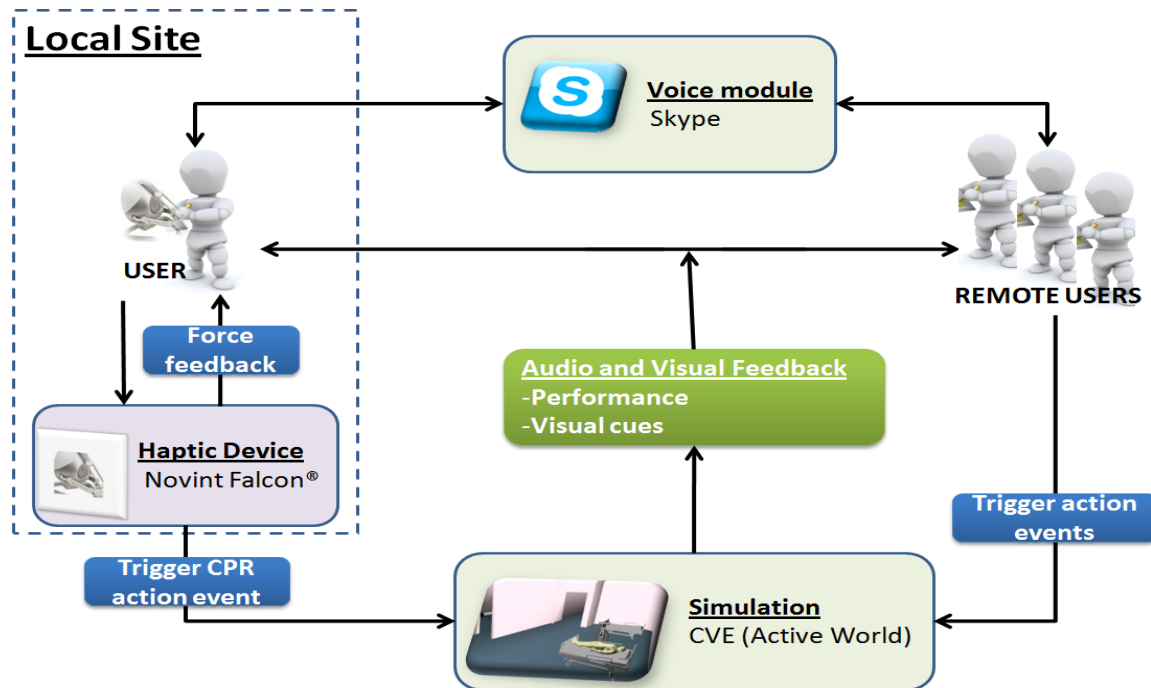 Local Site
Voice module
Skype
S
USER
REMOTE USERS
Force
feedback
Audio and Visual Feedback
-Performance
-Visual cues
Haptic Device
Novint Falcon®
Trigger action
events
Trigger CPR
action event
Simulation
CVE (Active World)